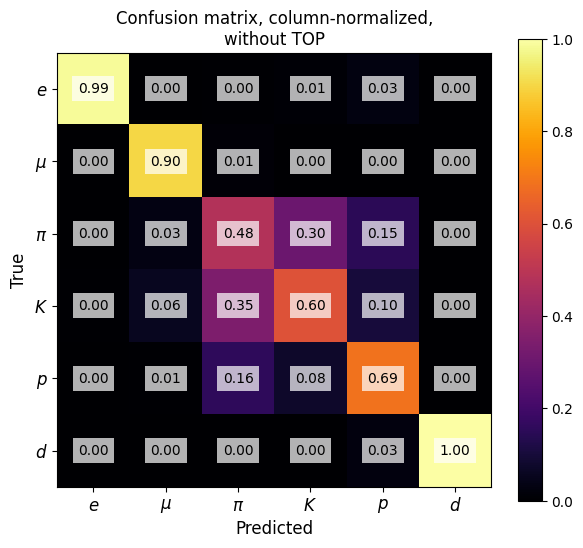 Confusion matrix, column-normalized,
without TOP
True
e 0.99 0.00 0.00 0.01 0.03 0.00
μ 0.00 0.90 0.01 0.00 0.00 0.00
π 0.00 0.03 0.48 0.30 0.15 0.00
K 0.00 0.06 0.35 0.60 0.10 0.00
p 0.00 0.01 0.16 0.08 0.69 0.00
d 0.00 0.00 0.00 0.00 0.03 1.00
e μ π K p d
Predicted
1.0
0.8
0.6
0.4
0.2
0.0